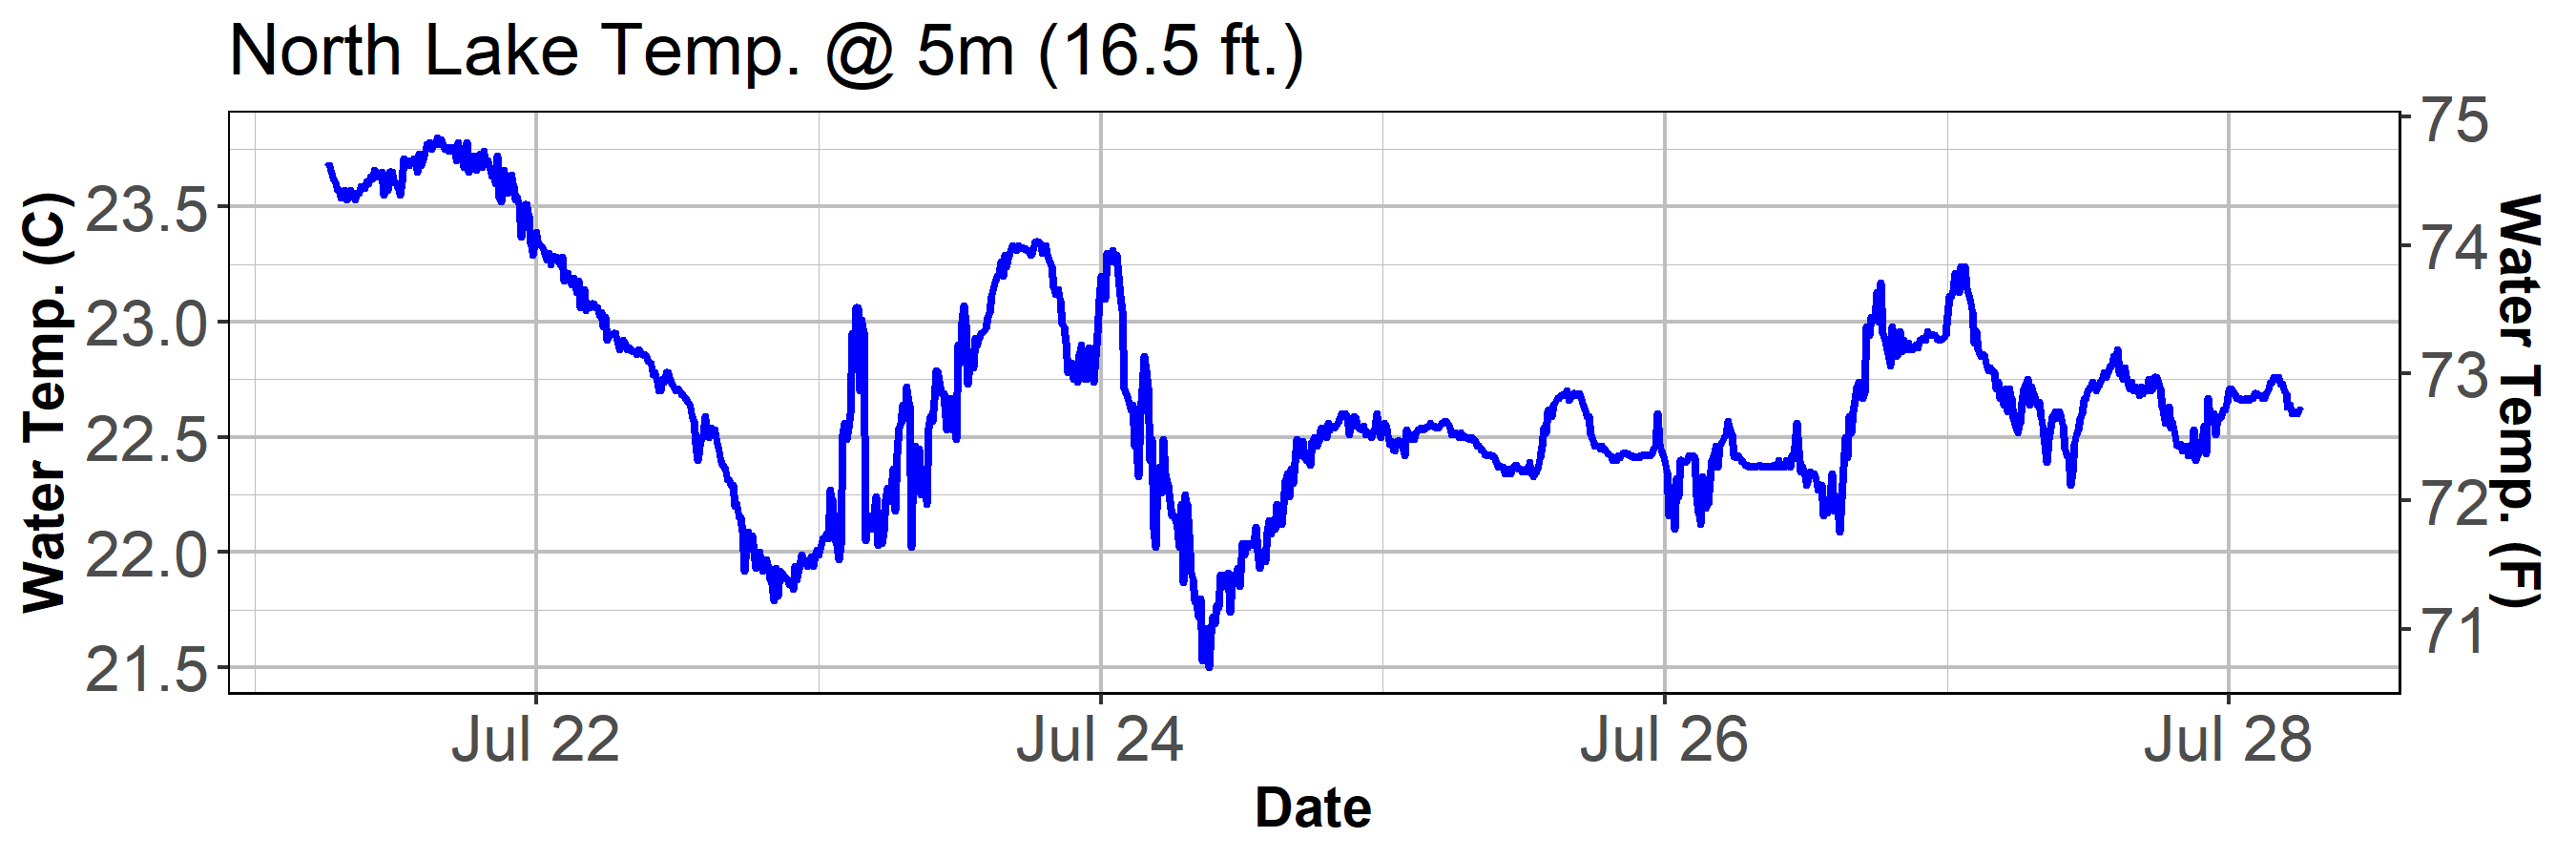 North Lake Temp. @ 5m (16.5 ft.)
Water Temp. (C)
23.5
23.0
22.5
22.0
21.5
75
74
73
72
71
Water Temp. (F)
Jul 22 Jul 24 Jul 26 Jul 28
Date